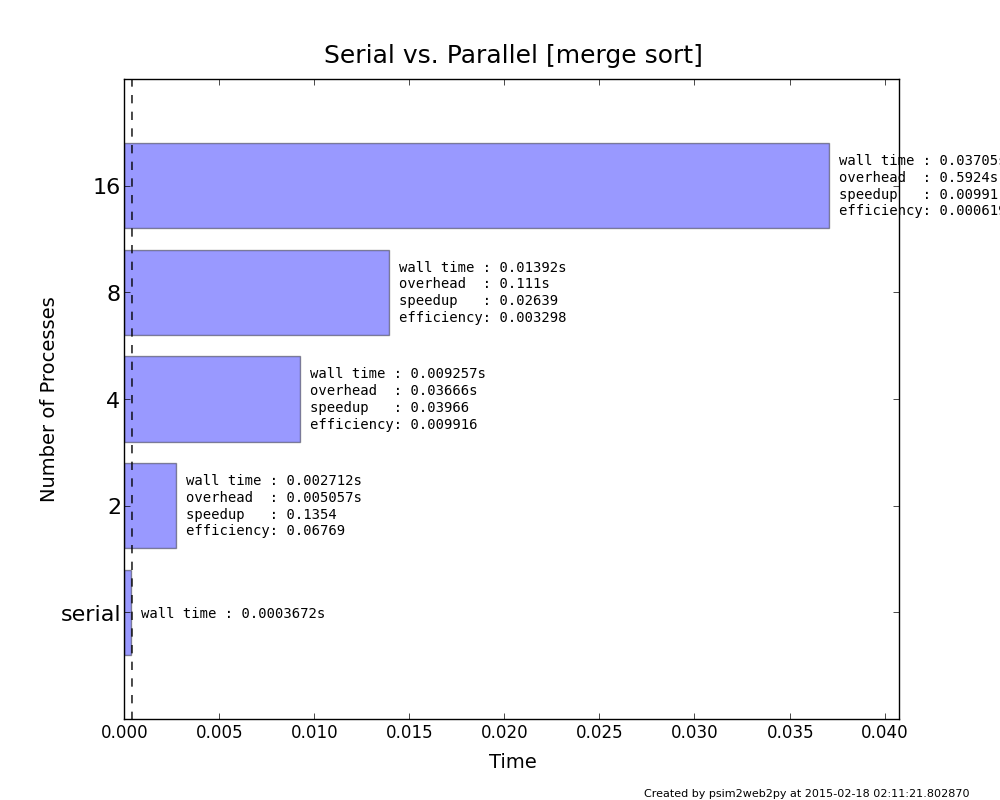 Serial vs. Parallel [merge sort]
16
wall time : 0.03705
overhead  : 0.5924s
speedup   : 0.00991
efficiency: 0.00061
8
wall time : 0.01392s
overhead  : 0.111s
speedup   : 0.02639
efficiency: 0.003298
4
wall time : 0.009257s
overhead  : 0.03666s
speedup   : 0.03966
efficiency: 0.009916
2
wall time : 0.002712s
overhead  : 0.005057s
speedup   : 0.1354
efficiency: 0.06769
serial
wall time : 0.0003672s
Number of Processes
0.000 0.005 0.010 0.015 0.020 0.025 0.030 0.035 0.040
Time
Created by psim2web2py at 2015-02-18 02:11:21.802870